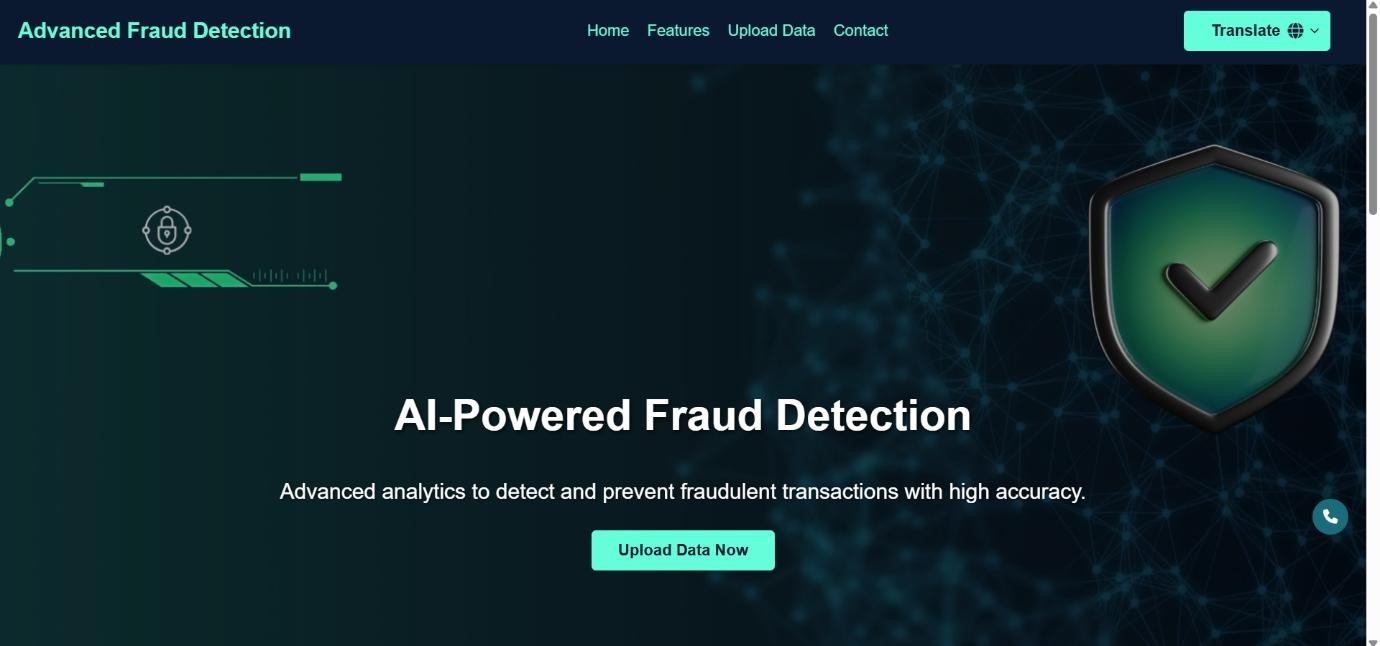 Advanced Fraud Detection
Home Features Upload Data Contact
Translate
AI-Powered Fraud Detection
Advanced analytics to detect and prevent fraudulent transactions with high accuracy.
Upload Data Now